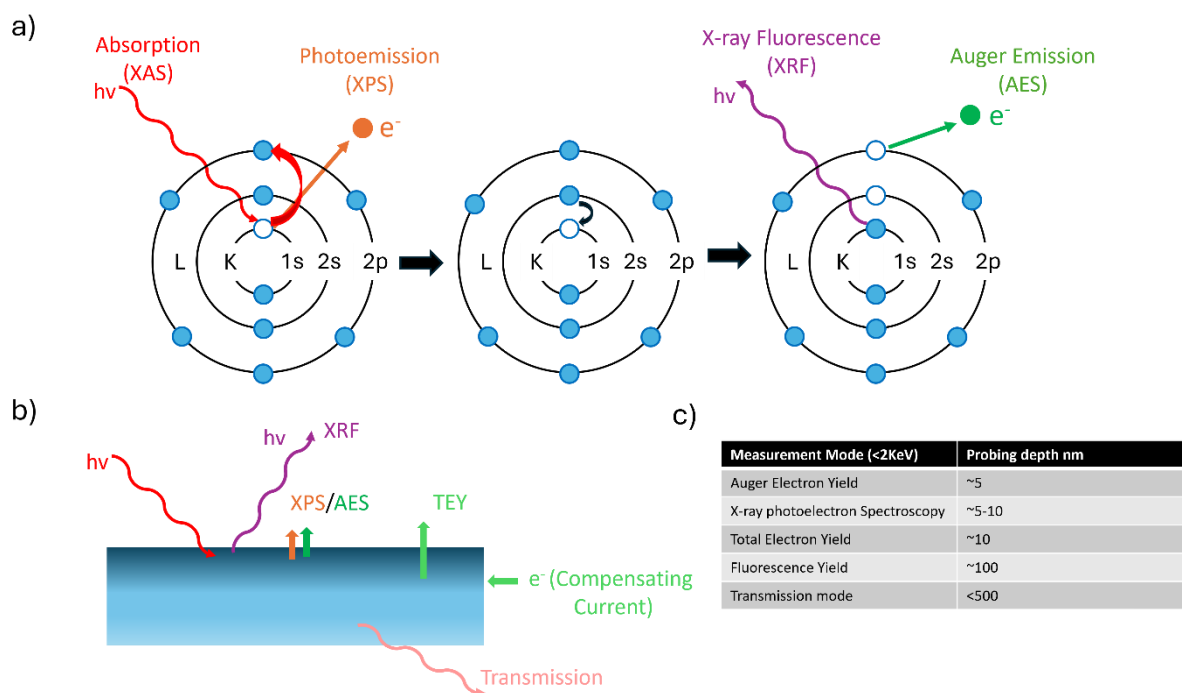 a)
Absorption
(XAS)
hv
Photoemission
(XPS)
e-
L K 1s 2s 2p
L K 1s 2s 2p
X-ray Fluorescence
(XRF)
hv
Auger Emission
(AES)
e-
L K 1s 2s 2p
b)
hv
hv
XRF
XPS/AES
TEY
e- (Compensating
Current)
Transmission
c)
Measurement Mode (<2KeV) Probing depth nm
Auger Electron Yield ~5
X-ray photoelectron Spectroscopy ~5-10
Total Electron Yield ~10
Fluorescence Yield ~100
Transmission mode <500